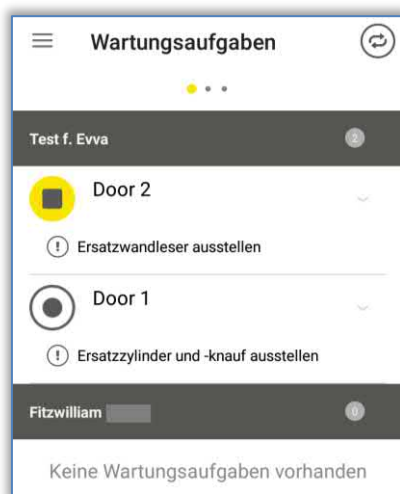 Wartungsaufgaben
Test f. Evva 2
Door 2
Ersatzwandleser ausstellen
Door 1
Ersatzzylinder und -knauf ausstellen
Fitzwilliam 0
Keine Wartungsaufgaben vorhanden